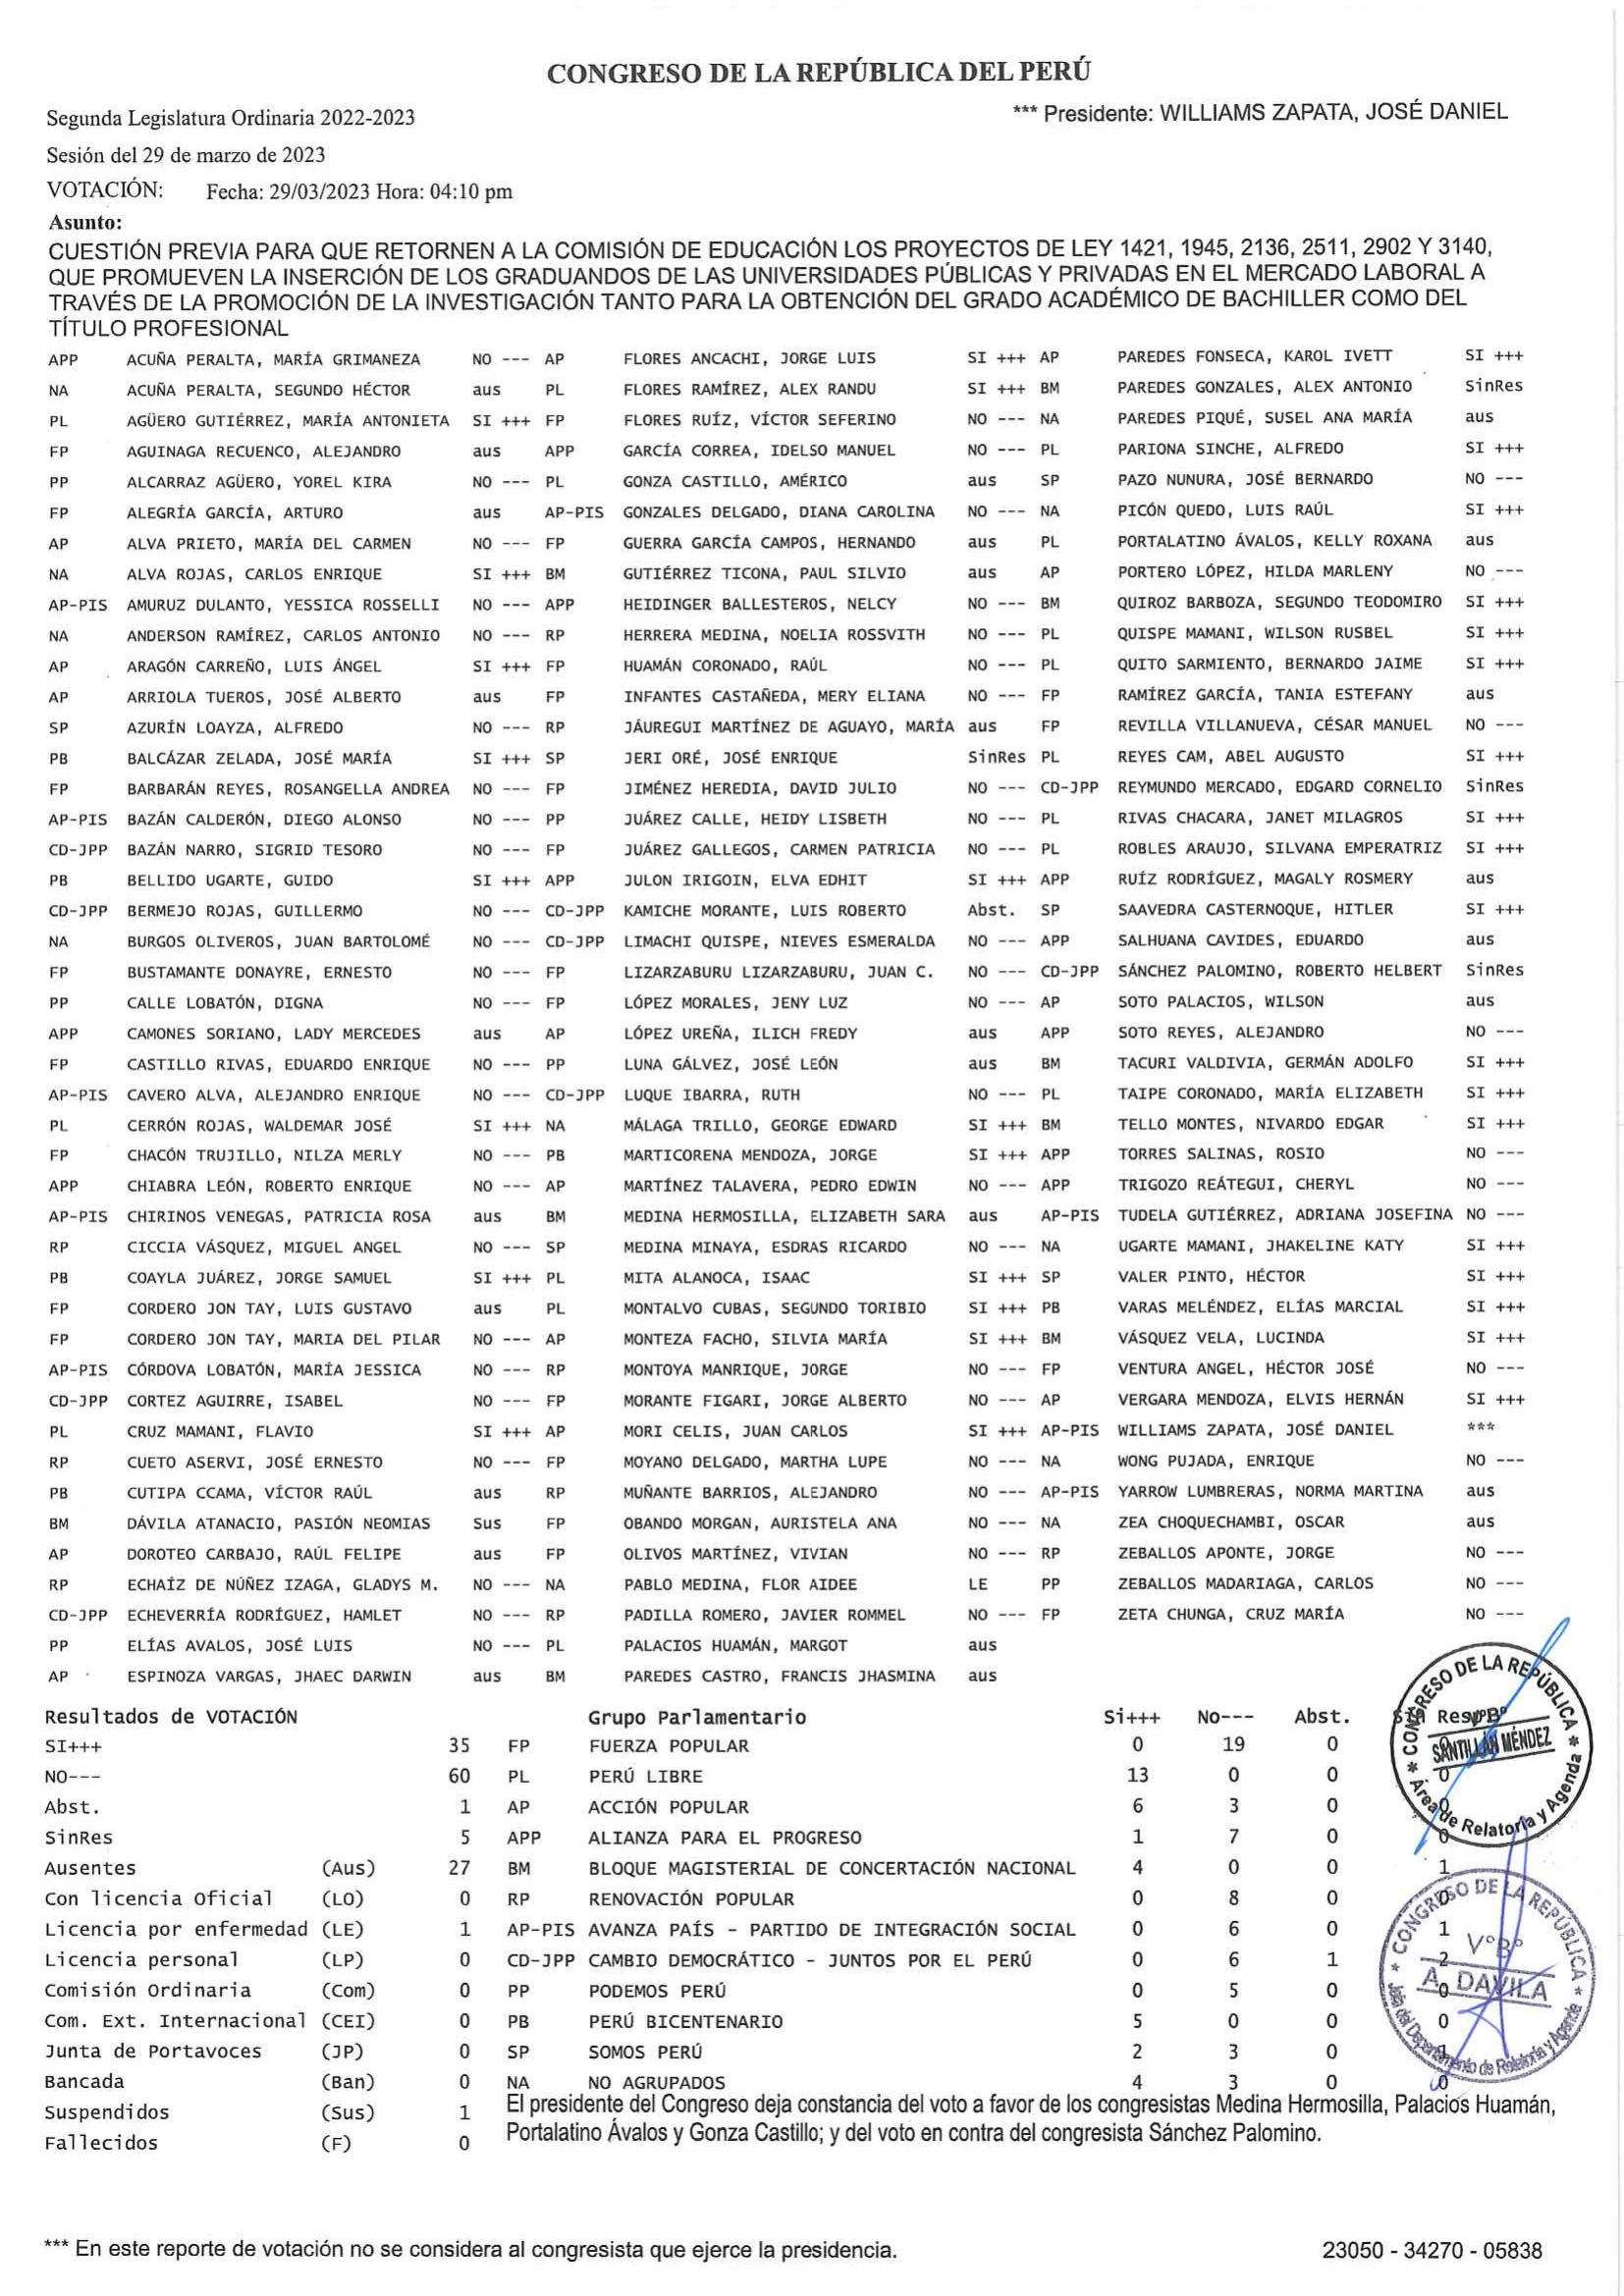 CONGRESO DE LA REPÚBLICA DEL PERÚ
Segunda Legislatura Ordinaria 2022-2023 *** Presidente: WILLIAMS ZAPATA, JOSÉ DANIEL
Sesión del 29 de marzo de 2023
VOTACIÓN: Fecha: 29/03/2023 Hora: 04:10 pm
Asunto:
CUESTIÓN PREVIA PARA QUE RETORNEN A LA COMISIÓN DE EDUCACIÓN LOS PROYECTOS DE LEY 1421, 1945, 2136, 2511, 2902 Y 3140,
QUE PROMUEVEN LA INSERCIÓN DE LOS GRADUANDOS DE LAS UNIVERSIDADES PÚBLICAS Y PRIVADAS EN EL MERCADO LABORAL A
TRAVÉS DE LA PROMOCIÓN DE LA INVESTIGACIÓN TANTO PARA LA OBTENCIÓN DEL GRADO ACADÉMICO DE BACHILLER COMO DEL
TÍTULO PROFESIONAL
APP ACUÑA PERALTA, MARÍA GRIMANEZA NO --- AP FLORES ANCACHI, JORGE LUIS SI +++ AP PAREDES FONSECA, KAROL IVETT SI +++
NA ACUÑA PERALTA, SEGUNDO HÉCTOR aus PL FLORES RAMÍREZ, ALEX RANDU SI +++ BM PAREDES GONZALES, ALEX ANTONIO SinRes
PL AGÜERO GUTIÉRREZ, MARÍA ANTONIETA SI +++ FP FLORES RUÍZ, VÍCTOR SEFERINO NO --- NA PAREDES PIQUÉ, SUSEL ANA MARÍA aus
FP AGUINAGA RECUENCO, ALEJANDRO aus APP GARCÍA CORREA, IDELSO MANUEL NO --- PL PARIONA SINCHE, ALFREDO SI +++
PP ALCARRAZ AGÜERO, YOREL KIRA NO --- PL GONZA CASTILLO, AMÉRICO aus SP PAZO NUNURA, JOSÉ BERNARDO NO ---
FP ALEGRÍA GARCÍA, ARTURO aus AP-PIS GONZALES DELGADO, DIANA CAROLINA NO --- NA PICÓN QUEDO, LUIS RAÚL SI +++
AP ALVA PRIETO, MARÍA DEL CARMEN NO --- FP GUERRA GARCÍA CAMPOS, HERNANDO aus PL PORTALATINO ÁVALOS, KELLY ROXANA aus
NA ALVA ROJAS, CARLOS ENRIQUE SI +++ BM GUTIÉRREZ TICONA, PAUL SILVIO aus AP PORTERO LÓPEZ, HILDA MARLENY NO ---
AP-PIS AMURUZ DULANTO, YESSICA ROSSELLI NO --- APP HEIDINGER BALLESTEROS, NELCY NO --- BM QUIROZ BARBOZA, SEGUNDO TEODOMIRO SI +++
NA ANDERSON RAMÍREZ, CARLOS ANTONIO NO --- RP HERRERA MEDINA, NOELIA ROSSVITH NO --- PL QUISPE MAMANI, WILSON RUSBEL SI +++
AP ARAGÓN CARREÑO, LUIS ÁNGEL SI +++ FP HUAMÁN CORONADO, RAÚL NO --- PL QUITO SARMIENTO, BERNARDO JAIME SI +++
AP ARRIOLA TUEROS, JOSÉ ALBERTO aus FP INFANTES CASTAÑEDA, MERY ELIANA NO --- FP RAMÍREZ GARCÍA, TANIA ESTEFANY aus
SP AZURÍN LOAYZA, ALFREDO NO --- RP JÁUREGUI MARTÍNEZ DE AGUAYO, MARÍA aus FP REVILLA VILLANUEVA, CÉSAR MANUEL NO ---
PB BALCÁZAR ZELADA, JOSÉ MARÍA SI +++ SP JERI ORÉ, JOSÉ ENRIQUE SinRes PL REYES CAM, ABEL AUGUSTO SI +++
FP BARBARÁN REYES, ROSANGELLA ANDREA NO --- FP JIMÉNEZ HEREDIA, DAVID JULIO NO --- CD-JPP REYMUNDO MERCADO, EDGARD CORNELIO SinRes
AP-PIS BAZÁN CALDERÓN, DIEGO ALONSO NO --- PP JUÁREZ CALLE, HEIDY LISBETH NO --- PL RIVAS CHACARA, JANET MILAGROS SI +++
CD-JPP BAZÁN NARRO, SIGRID TESORO NO --- FP JUÁREZ GALLEGOS, CARMEN PATRICIA NO --- PL ROBLES ARAUJO, SILVANA EMPERATRIZ SI +++
PB BELLIDO UGARTE, GUIDO SI +++ APP JULON IRIGOIN, ELVA EDHIT SI +++ APP RUÍZ RODRÍGUEZ, MAGALY ROSMERY aus
CD-JPP BERMEJO ROJAS, GUILLERMO NO --- CD-JPP KAMICHE MORANTE, LUIS ROBERTO Abst. SP SAAVEDRA CASTERNOQUE, HITLER SI +++
NA BURGOS OLIVEROS, JUAN BARTOLOMÉ NO --- CD-JPP LIMACHI QUISPE, NIEVES ESMERALDA NO --- APP SALHUANA CAVIDES, EDUARDO aus
FP BUSTAMANTE DONAYRE, ERNESTO NO --- FP LIZARZABURU LIZARZABURU, JUAN C. NO --- CD-JPP SÁNCHEZ PALOMINO, ROBERTO HELBERT SinRes
PP CALLE LOBATÓN, DIGNA NO --- FP LÓPEZ MORALES, JENY LUZ NO --- AP SOTO PALACIOS, WILSON aus
APP CAMONES SORIANO, LADY MERCEDES aus AP LÓPEZ UREÑA, ILICH FREDY aus APP SOTO REYES, ALEJANDRO NO ---
FP CASTILLO RIVAS, EDUARDO ENRIQUE NO --- PP LUNA GÁLVEZ, JOSÉ LEÓN aus BM TACURI VALDIVIA, GERMÁN ADOLFO SI +++
AP-PIS CAVERO ALVA, ALEJANDRO ENRIQUE NO --- CD-JPP LUQUE IBARRA, RUTH NO --- PL TAIPE CORONADO, MARÍA ELIZABETH SI +++
PL CERRÓN ROJAS, WALDEMAR JOSÉ SI +++ NA MÁLAGA TRILLO, GEORGE EDWARD SI +++ BM TELLO MONTES, NIVARDO EDGAR SI +++
FP CHACÓN TRUJILLO, NILZA MERLY NO --- PB MARTICORENA MENDOZA, JORGE SI +++ APP TORRES SALINAS, ROSIO NO ---
APP CHIABRA LEÓN, ROBERTO ENRIQUE NO --- AP MARTÍNEZ TALAVERA, PEDRO EDWIN NO --- APP TRIGOZO REÁTEGUI, CHERYL NO ---
AP-PIS CHIRINOS VENEGAS, PATRICIA ROSA aus BM MEDINA HERMOSILLA, ELIZABETH SARA aus AP-PIS TUDELA GUTIÉRREZ, ADRIANA JOSEFINA NO ---
RP CICCIA VÁSQUEZ, MIGUEL ANGEL NO --- SP MEDINA MINAYA, ESDRAS RICARDO NO --- NA UGARTE MAMANI, JHAKELINE KATY SI +++
PB COAYLA JUÁREZ, JORGE SAMUEL SI +++ PL MITA ALANOCA, ISAAC SI +++ SP VALER PINTO, HÉCTOR SI +++
FP CORDERO JON TAY, LUIS GUSTAVO aus PL MONTALVO CUBAS, SEGUNDO TORIBIO SI +++ PB VARAS MELÉNDEZ, ELÍAS MARCIAL SI +++
FP CORDERO JON TAY, MARIA DEL PILAR NO --- AP MONTEZA FACHO, SILVIA MARÍA SI +++ BM VÁSQUEZ VELA, LUCINDA SI +++
AP-PIS CÓRDOVA LOBATÓN, MARÍA JESSICA NO --- RP MONTOYA MANRIQUE, JORGE NO --- FP VENTURA ANGEL, HÉCTOR JOSÉ NO ---
CD-JPP CORTEZ AGUIRRE, ISABEL NO --- FP MORANTE FIGARI, JORGE ALBERTO NO --- AP VERGARA MENDOZA, ELVIS HERNÁN SI +++
PL CRUZ MAMANI, FLAVIO SI +++ AP MORI CELIS, JUAN CARLOS SI +++ AP-PIS WILLIAMS ZAPATA, JOSÉ DANIEL ***
RP CUETO ASERVI, JOSÉ ERNESTO NO --- FP MOYANO DELGADO, MARTHA LUPE NO --- NA WONG PUJADA, ENRIQUE NO ---
PB CUTIPA CCAMA, VÍCTOR RAÚL aus RP MUÑANTE BARRIOS, ALEJANDRO NO --- AP-PIS YARROW LUMBRERAS, NORMA MARTINA aus
BM DÁVILA ATANACIO, PASIÓN NEOMIAS Sus FP OBANDO MORGAN, AURISTELA ANA NO --- NA ZEA CHOQUECHAMBI, OSCAR aus
AP DOROTEO CARBAJO, RAÚL FELIPE aus FP OLIVOS MARTÍNEZ, VIVIAN NO --- RP ZEBALLOS APONTE, JORGE NO ---
RP ECHAÍZ DE NÚÑEZ IZAGA, GLADYS M. NO --- NA PABLO MEDINA, FLOR AIDEE LE PP ZEBALLOS MADARIAGA, CARLOS NO ---
CD-JPP ECHEVERRÍA RODRÍGUEZ, HAMLET NO --- RP PADILLA ROMERO, JAVIER ROMMEL NO --- FP ZETA CHUNGA, CRUZ MARÍA NO ---
PP ELÍAS AVALOS, JOSÉ LUIS NO --- PL PALACIOS HUAMÁN, MARGOT aus
AP ESPINOZA VARGAS, JHAEC DARWIN aus BM PAREDES CASTRO, FRANCIS JHASMINA aus
Resultados de VOTACIÓN Grupo Parlamentario Si+++ No--- Abst. Sin Resp.
SI+++ 35 FP FUERZA POPULAR 0 19 0 0
NO--- 60 PL PERÚ LIBRE 13 0 0 0
Abst. 1 AP ACCIÓN POPULAR 6 3 0 0
SinRes 5 APP ALIANZA PARA EL PROGRESO 1 7 0 0
Ausentes (Aus) 27 BM BLOQUE MAGISTERIAL DE CONCERTACIÓN NACIONAL 4 0 0 1
Con licencia Oficial (LO) 0 RP RENOVACIÓN POPULAR 0 8 0 0
Licencia por enfermedad (LE) 1 AP-PIS AVANZA PAÍS - PARTIDO DE INTEGRACIÓN SOCIAL 0 6 0 1
Licencia personal (LP) 0 CD-JPP CAMBIO DEMOCRÁTICO - JUNTOS POR EL PERÚ 0 6 1 2
Comisión Ordinaria (Com) 0 PP PODEMOS PERÚ 0 5 0 0
Com. Ext. Internacional (CEI) 0 PB PERÚ BICENTENARIO 5 0 0 0
Junta de Portavoces (JP) 0 SP SOMOS PERÚ 2 3 0 1
Bancada (Ban) 0 NA NO AGRUPADOS 4 3 0 0
Suspendidos (Sus) 1 El presidente del Congreso deja constancia del voto a favor de los congresistas Medina Hermosilla, Palacios Huamán,
Fallecidos (F) 0 Portalatino Ávalos y Gonza Castillo; y del voto en contra del congresista Sánchez Palomino.
CONGRESO DE LA REPÚBLICA
V°B°
SANTILLÁN MÉNDEZ
Área de Relatoría y Agenda
CONGRESO DE LA REPÚBLICA
V°B°
A. DAVILA
Departamento de Relatoría y Agenda
*** En este reporte de votación no se considera al congresista que ejerce la presidencia. 23050 - 34270 - 05838